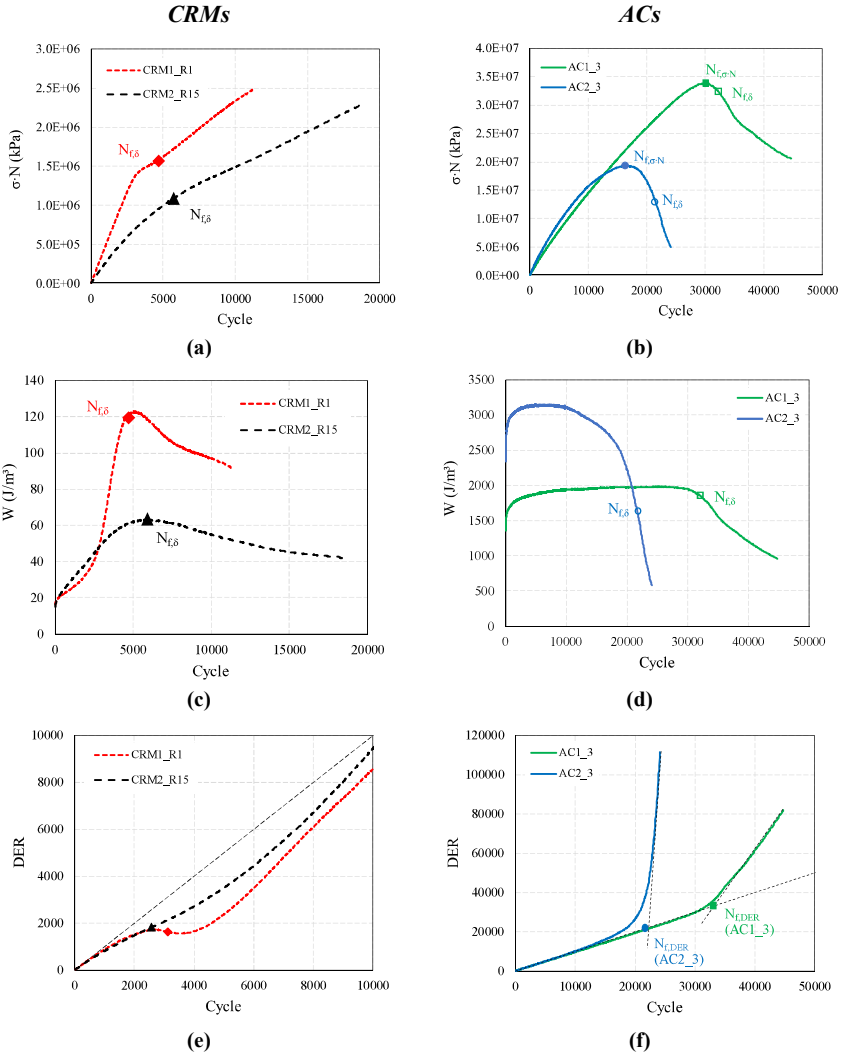 CRMs
ACs
3.0E+06
2.5E+06
2.0E+06
1.5E+06
1.0E+06
5.0E+05
0.0E+00
σ·N (kPa)
CRM1_R1
CRM2_R15
Nf,δ
Nf,δ
0
5000
10000
15000
20000
Cycle
(a)
4.0E+07
3.5E+07
3.0E+07
2.5E+07
2.0E+07
1.5E+07
1.0E+07
5.0E+06
0.0E+00
σ·N (kPa)
AC1_3
AC2_3
Nf,σ·N
Nf,δ
Nf,σ·N
Nf,δ
0
10000
20000
30000
40000
50000
Cycle
(b)
140
120
100
80
60
40
20
0
W (J/m³)
CRM1_R1
CRM2_R15
Nf,δ
Nf,δ
0
5000
10000
15000
20000
Cycle
(c)
3500
3000
2500
2000
1500
1000
500
0
W (J/m³)
AC1_3
AC2_3
Nf,δ
Nf,δ
0
10000
20000
30000
40000
50000
Cycle
(d)
10000
8000
6000
4000
2000
0
DER
CRM1_R1
CRM2_R15
0
2000
4000
6000
8000
10000
Cycle
(e)
120000
100000
80000
60000
40000
20000
0
DER
AC1_3
AC2_3
Nf,DER
(AC1_3)
Nf,DER
(AC2_3)
0
10000
20000
30000
40000
50000
Cycle
(f)